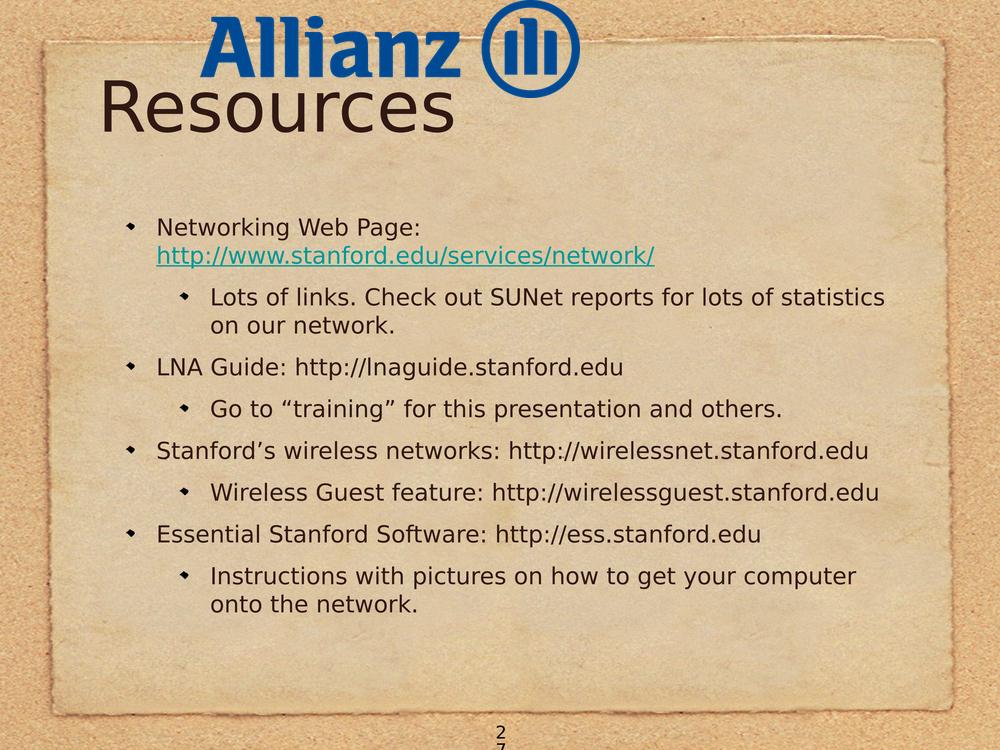 Allianz
Resources
Networking Web Page:
http://www.stanford.edu/services/network/
Lots of links. Check out SUNet reports for lots of statistics
on our network.
LNA Guide: http://lnaguide.stanford.edu
Go to “training” for this presentation and others.
Stanford’s wireless networks: http://wirelessnet.stanford.edu
Wireless Guest feature: http://wirelessguest.stanford.edu
Essential Stanford Software: http://ess.stanford.edu
Instructions with pictures on how to get your computer
onto the network.
2
7